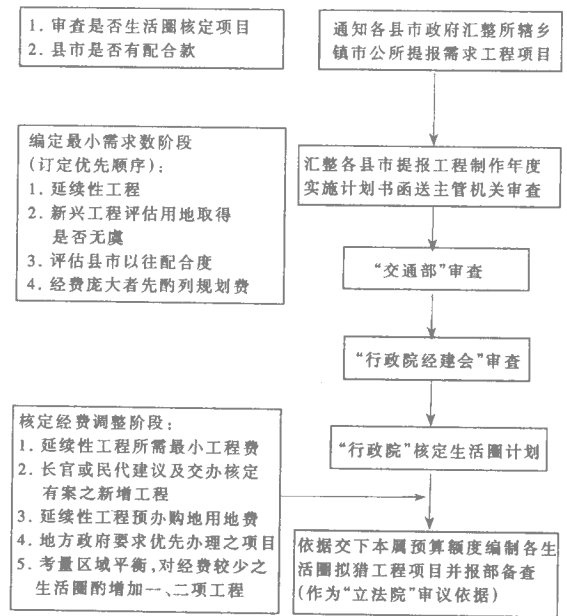 1. 审查是否生活圈核定项目
2. 县市是否有配合款
通知各县市政府汇整所辖乡
镇市公所提报需求工程项目
编定最小需求数阶段
(订定优先顺序)：
1. 延续性工程
2. 新兴工程评估用地取得
是否无虞
3. 评估县市以往配合度
4. 经费庞大者先酌列规划费
汇整各县市提报工程制作年度
实施计划书函送主管机关审查
“交通部”审查
“行政院经建会”审查
“行政院”核定生活圈计划
核定经费调整阶段：
1. 延续性工程所需最小工程费
2. 长官或民代建议及交办核定
有案之新增工程
3. 延续性工程预办购地用地费
4. 地方政府要求优先办理之项目
5. 考量区域平衡，对经费较少之
生活圈酌增加一、二项工程
依据交下本属预算额度编制各生
活圈拟猎工程项目并报部备查
(作为“立法院”审议依据)